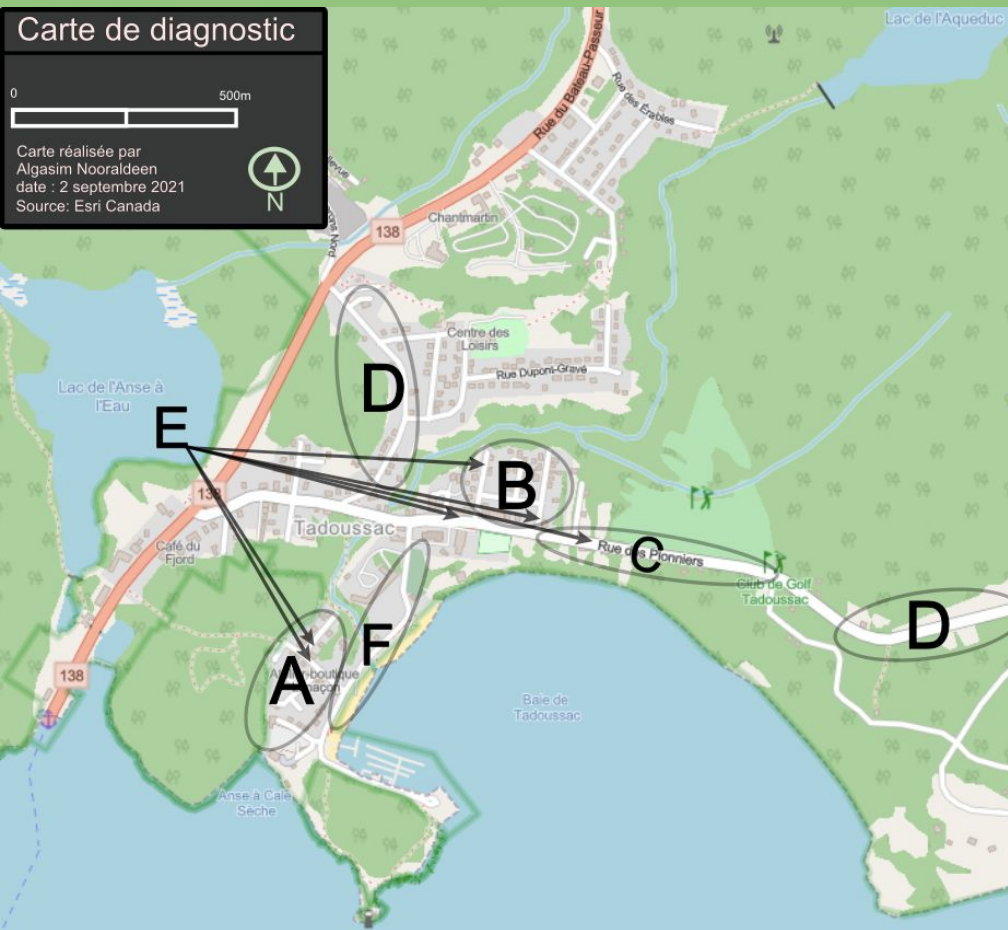 Carte de diagnostic
0
500m
Carte réalisée par
Algasim Nooraldeen
date : 2 septembre 2021
Source: Esri Canada
N
Lac de l'Aqueduc
Rue du Bateau-Passeur
Rue des Érables
Nord
138
Chantmartin
Centre des
Loisirs
Rue Dupont-Gravé
Lac de l'Anse à
l'Eau
D
E
B
138
Tadoussac
Café du
Fjord
Rue des Pionniers
C
Club de Golf
Tadoussac
D
F
A
138
Baie de
Tadoussac
Anse à Cale
Sèche